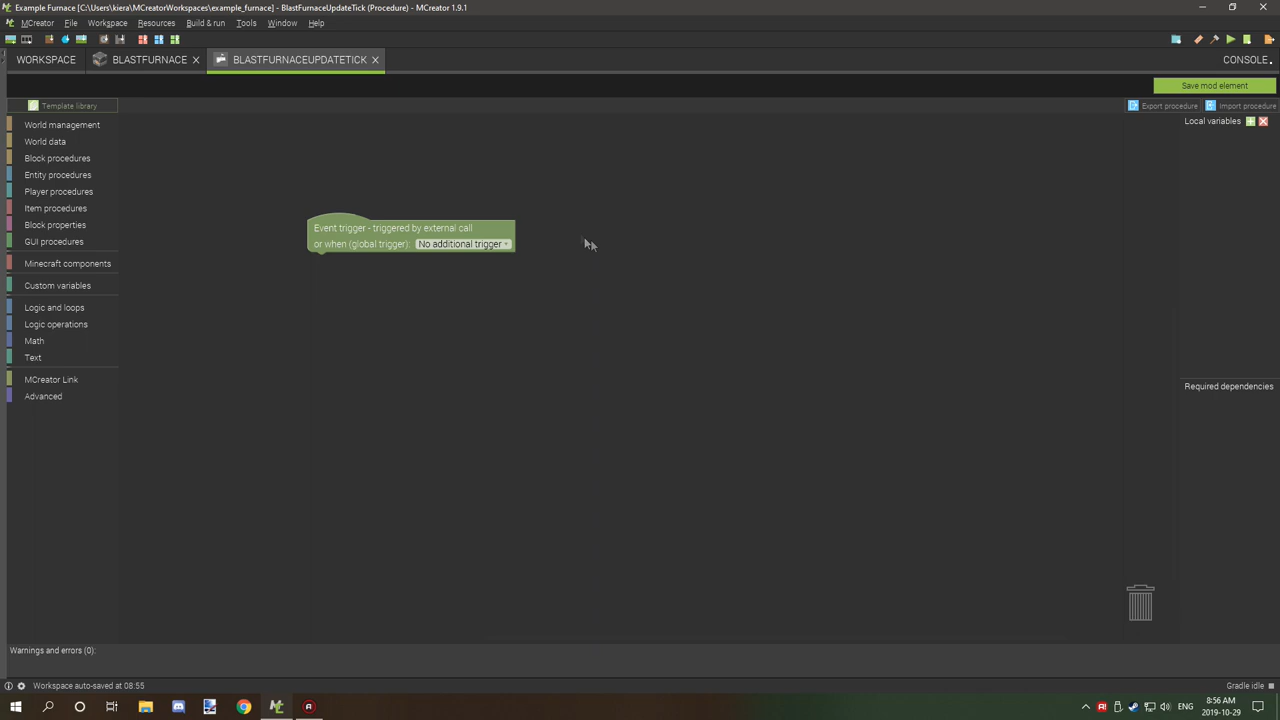 Example Furnace [C:\Users\kiera\MCreatorWorkspaces\example_furnace] - BlastFurnaceUpdateTick (Procedure) - MCreator 1.9.1
MCreator File Workspace Resources Build & run Tools Window Help
WORKSPACE BLASTFURNACE BLASTFURNACEUPDATETICK CONSOLE
Save mod element
Template library Export procedure Import procedure
Local variables
World management
World data
Block procedures
Entity procedures
Player procedures
Item procedures
Block properties
GUI procedures
Minecraft components
Custom variables
Logic and loops
Logic operations
Math
Text
MCreator Link
Advanced
Event trigger - triggered by external call
or when (global trigger): No additional trigger
Required dependencies
Warnings and errors (0):
Workspace auto-saved at 08:55 Gradle idle
ENG 8:56 AM
2019-10-29